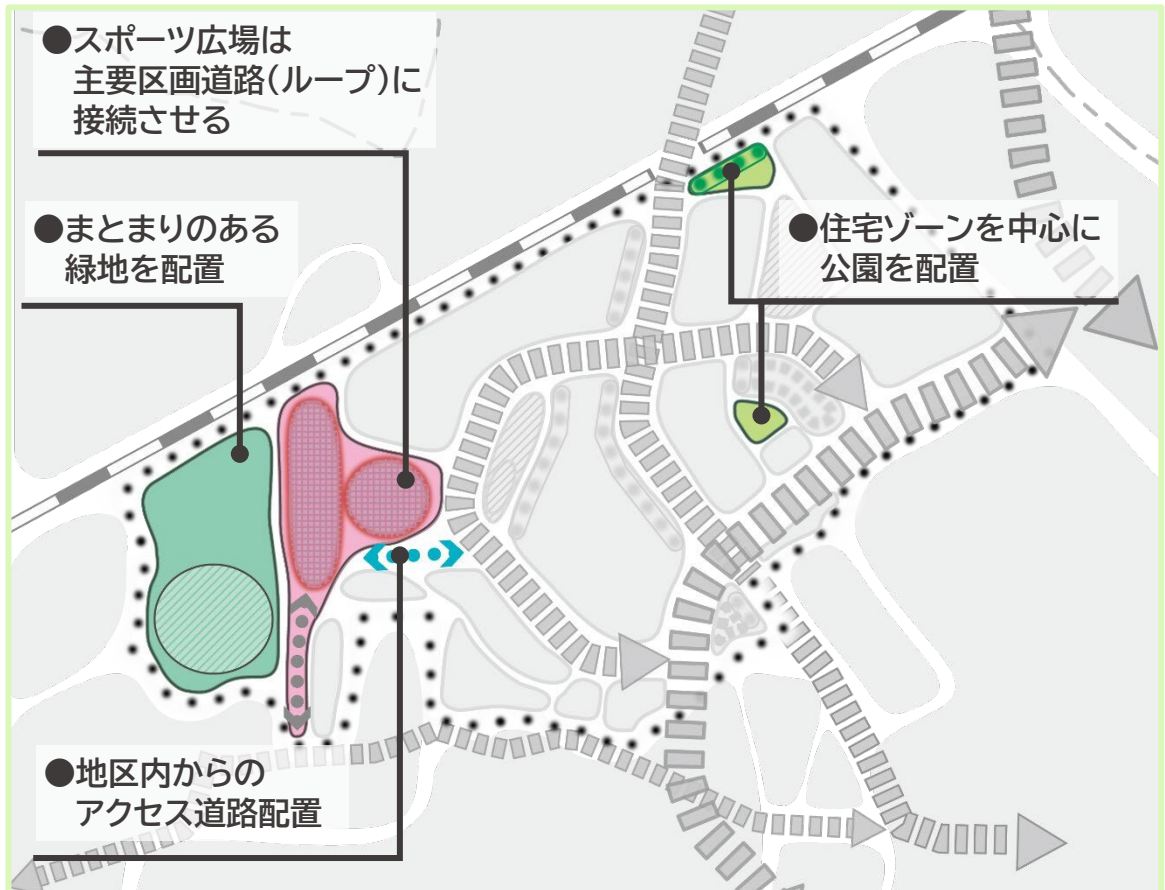 ●スポーツ広場は
主要区画道路(ループ)に
接続させる
●まとまりのある
緑地を配置
●住宅ゾーンを中心に
公園を配置
●地区内からの
アクセス道路配置